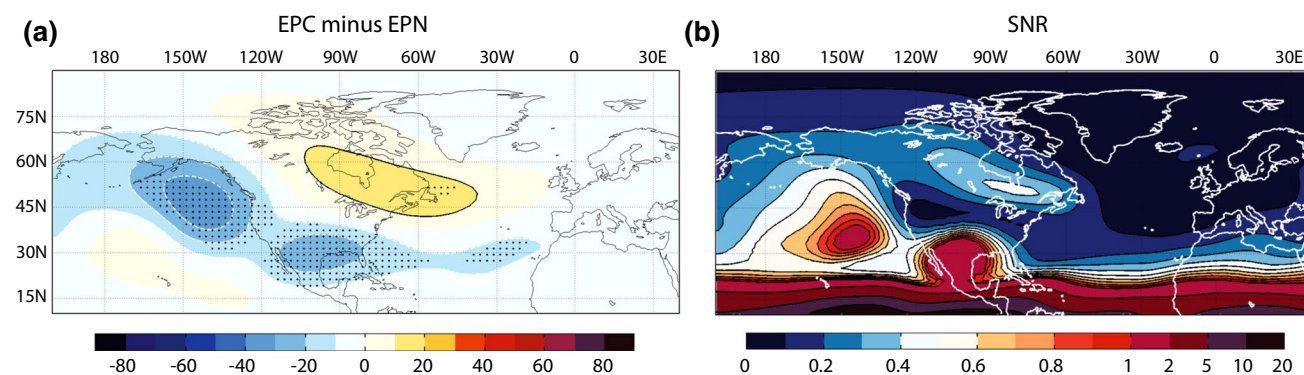 (a) EPC minus EPN
180 150W 120W 90W 60W 30W 0 30E
75N
60N
45N
30N
15N
-80 -60 -40 -20 0 20 40 60 80
(b) SNR
180 150W 120W 90W 60W 30W 0 30E
0 0.2 0.4 0.6 0.8 1 2 5 10 20